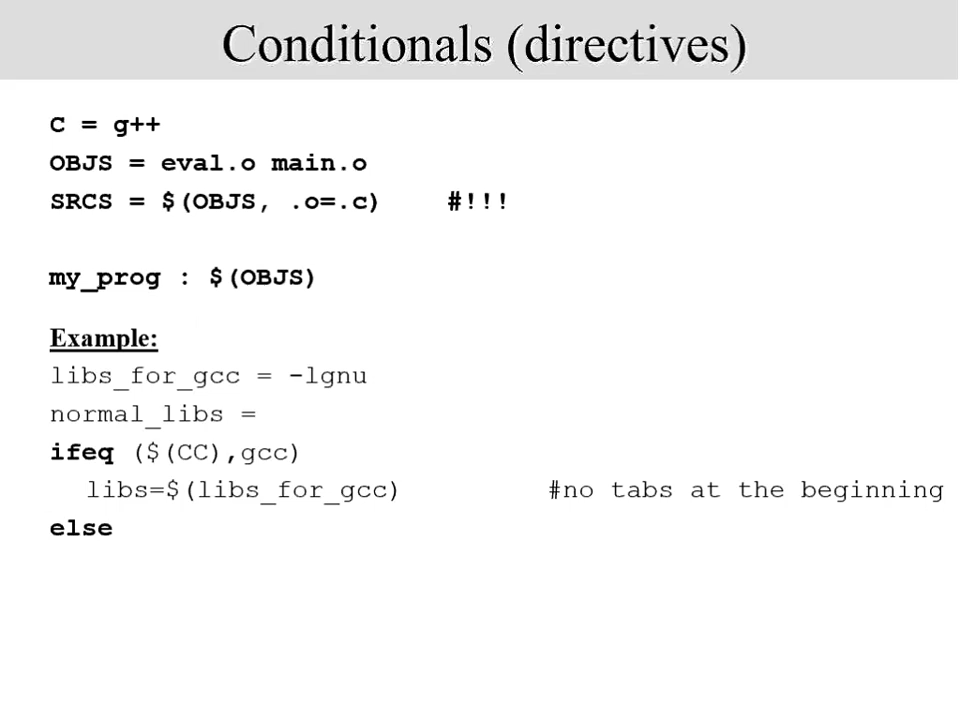 Conditionals (directives)
C = g++
OBJS = eval.o main.o
SRCS = $(OBJS, .o=.c) #!!!
my_prog : $(OBJS)
Example:
libs_for_gcc = -lgnu
normal_libs =
ifeq ($(CC),gcc)
libs=$(libs_for_gcc) #no tabs at the beginning
else